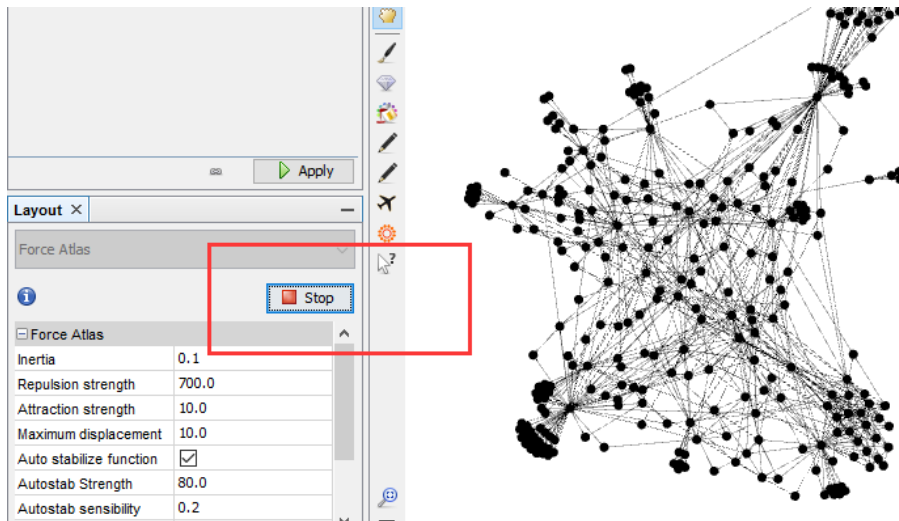 Apply
Layout
Force Atlas
Stop
Force Atlas
Inertia 0.1
Repulsion strength 700.0
Attraction strength 10.0
Maximum displacement 10.0
Auto stabilize function
Autostab Strength 80.0
Autostab sensibility 0.2